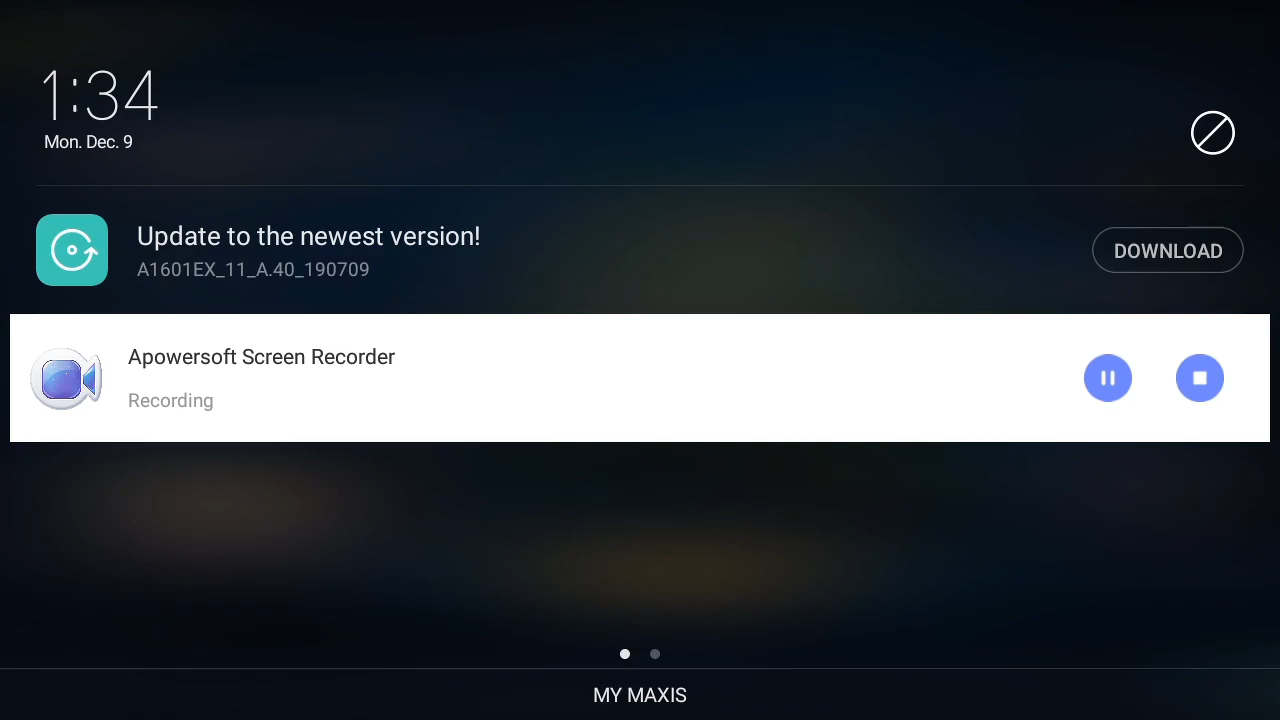 1:34
Mon. Dec. 9
Update to the newest version!
A1601EX_11_A.40_190709
DOWNLOAD
Apowersoft Screen Recorder
Recording
MY MAXIS